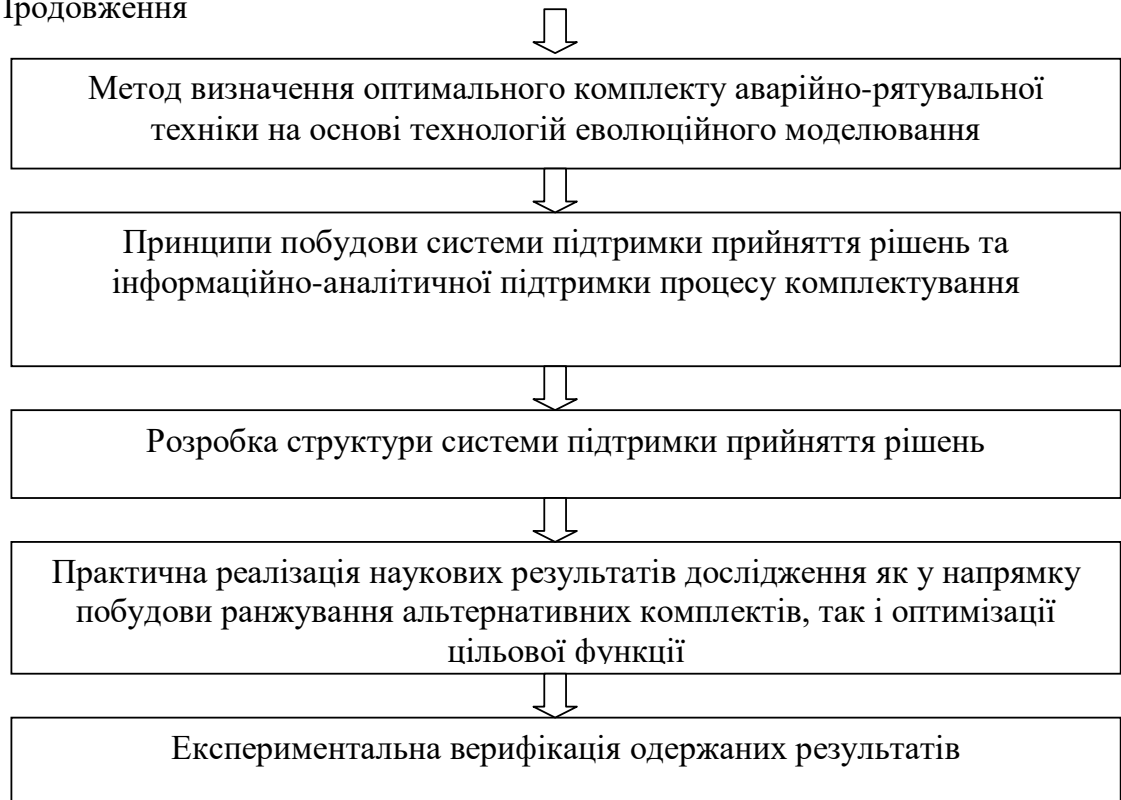 Продовження
Метод визначення оптимального комплекту аварійно-рятувальної
техніки на основі технологій еволюційного моделювання
Принципи побудови системи підтримки прийняття рішень та
інформаційно-аналітичної підтримки процесу комплектування
Розробка структури системи підтримки прийняття рішень
Практична реалізація наукових результатів дослідження як у напрямку
побудови ранжування альтернативних комплектів, так і оптимізації
цільової функції
Експериментальна верифікація одержаних результатів